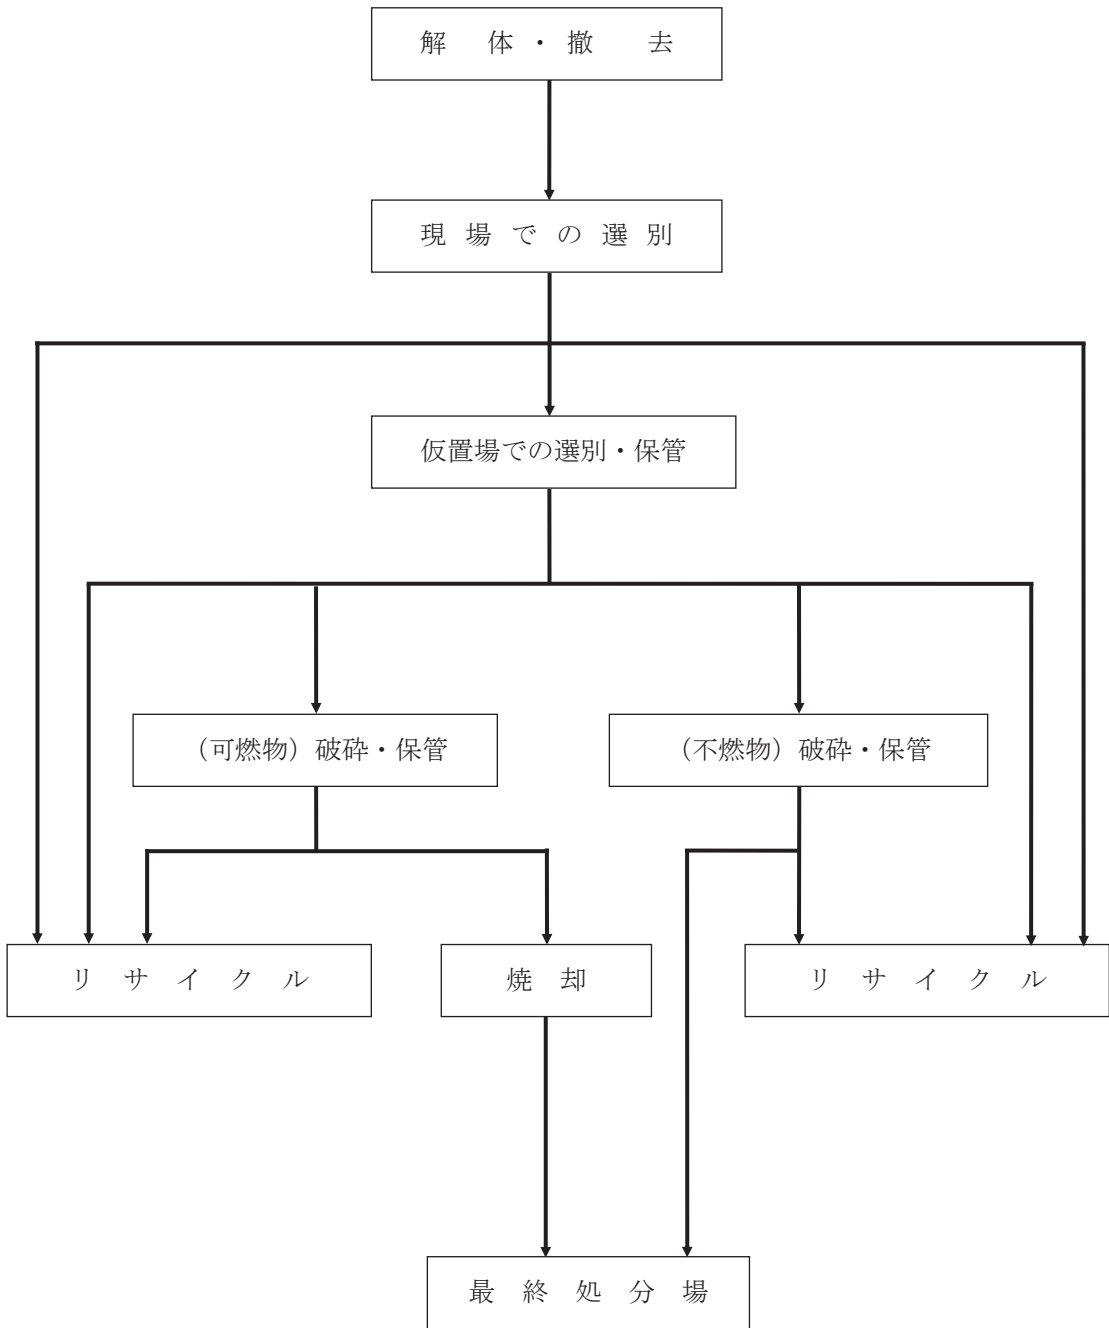 解体・撤去
現場での選別
仮置場での選別・保管
（可燃物）破砕・保管
（不燃物）破砕・保管
リサイクル
焼却
リサイクル
最終処分場